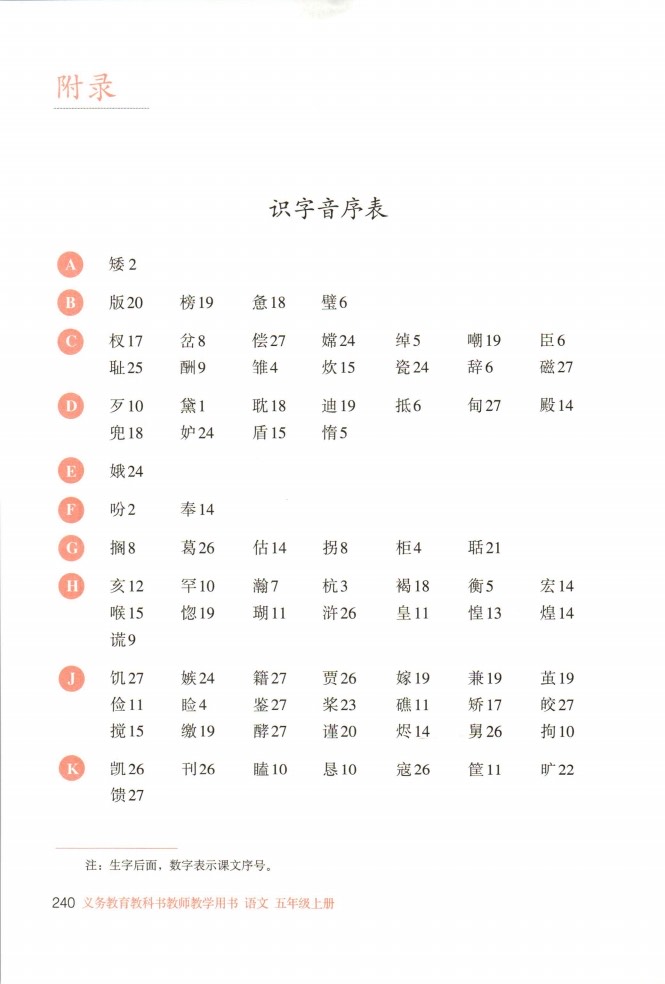 附录
识字音序表
A 矮2
B 版20 榜19 惫18 璧6
C 杈17 岔8 偿27 嫦24 绰5 嘲19 臣6
耻25 酬9 雏4 炊15 瓷24 辞6 磁27
D 歹10 黛1 耽18 迪19 抵6 甸27 殿14
兜18 妒24 盾15 惰5
E 娥24
F 吩2 奉14
G 搁8 葛26 估14 拐8 柜4 聒21
H 亥12 罕10 瀚7 杭3 褐18 衡5 宏14
喉15 惚19 瑚11 浒26 皇11 惶13 煌14
谎9
J 饥27 嫉24 籍27 贾26 嫁19 兼19 茧19
俭11 睑4 鉴27 桨23 礁11 矫17 皎27
搅15 缴19 酵27 谨20 烬14 舅26 拘10
K 凯26 刊26 瞌10 恳10 寇26 筐11 旷22
馈27
注：生字后面，数字表示课文序号。
240 义务教育教科书教师教学用书 语文 五年级上册